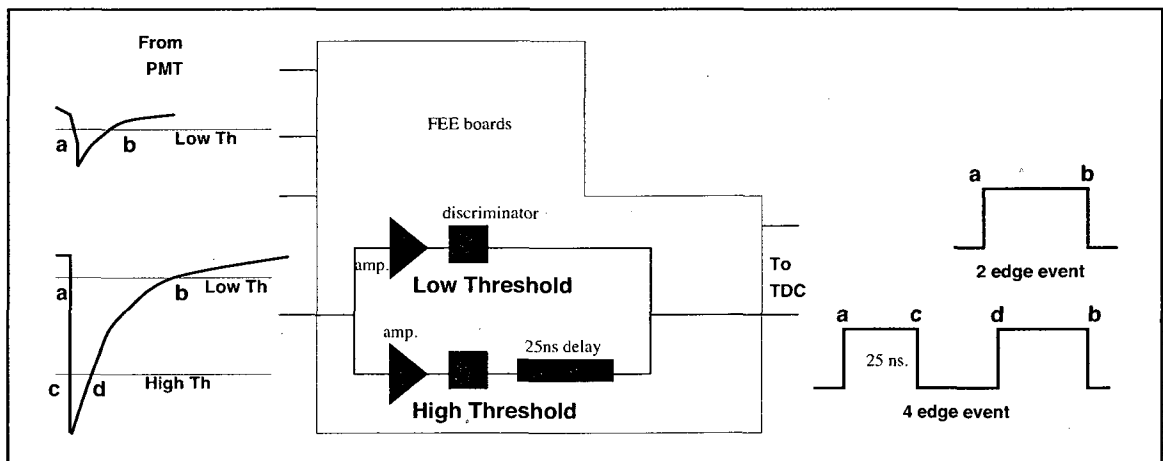 From
PMT
a
b
Low Th
FEE boards
a
b
discriminator
2 edge event
a
b
Low Th
amp.
Low Threshold
To
TDC
a
c
d
b
amp.
25ns delay
25 ns.
c
d
High Th
High Threshold
4 edge event